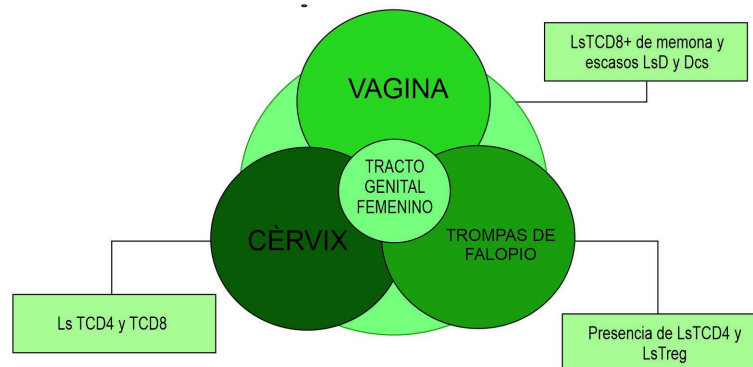 VAGINA
LsTCD8+ de memona y
escasos LsD y Dcs
TRACTO
GENITAL
FEMENINO
CÈRVIX
TROMPAS DE
FALOPIO
Ls TCD4 y TCD8
Presencia de LsTCD4 y
LsTreg